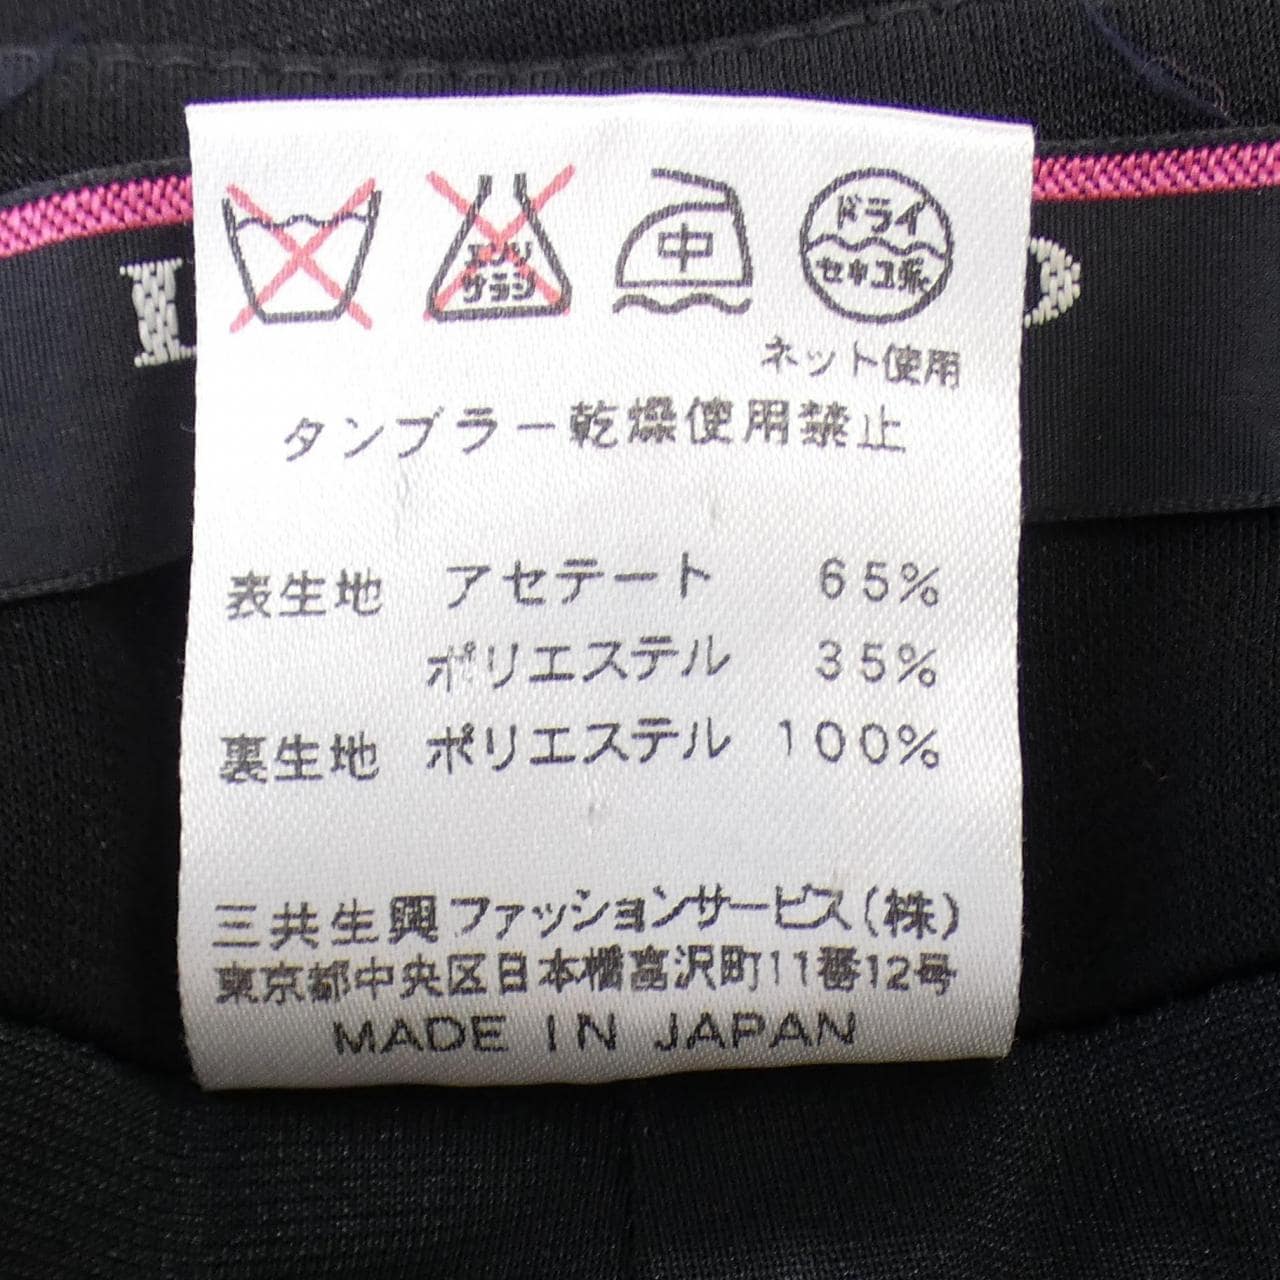 エンソ
サラシ
中
ドライ
セキユ系
ネット使用
タンブラー乾燥使用禁止
表生地 アセテート 65%
ポリエステル 35%
裏生地 ポリエステル 100%
三共生興ファッションサービス(株)
東京都中央区日本橋富沢町11番12号
MADE IN JAPAN